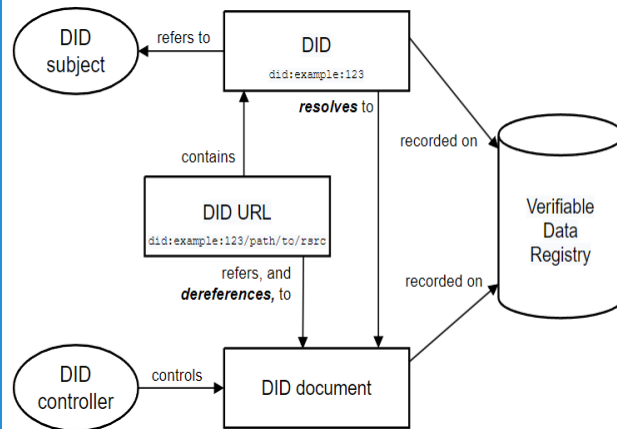 DID
subject
refers to
DID
did:example:123
resolves to
recorded on
contains
DID URL
did:example:123/path/to/rsrc
Verifiable
Data
Registry
refers, and
dereferences, to
recorded on
DID
controller
controls
DID document